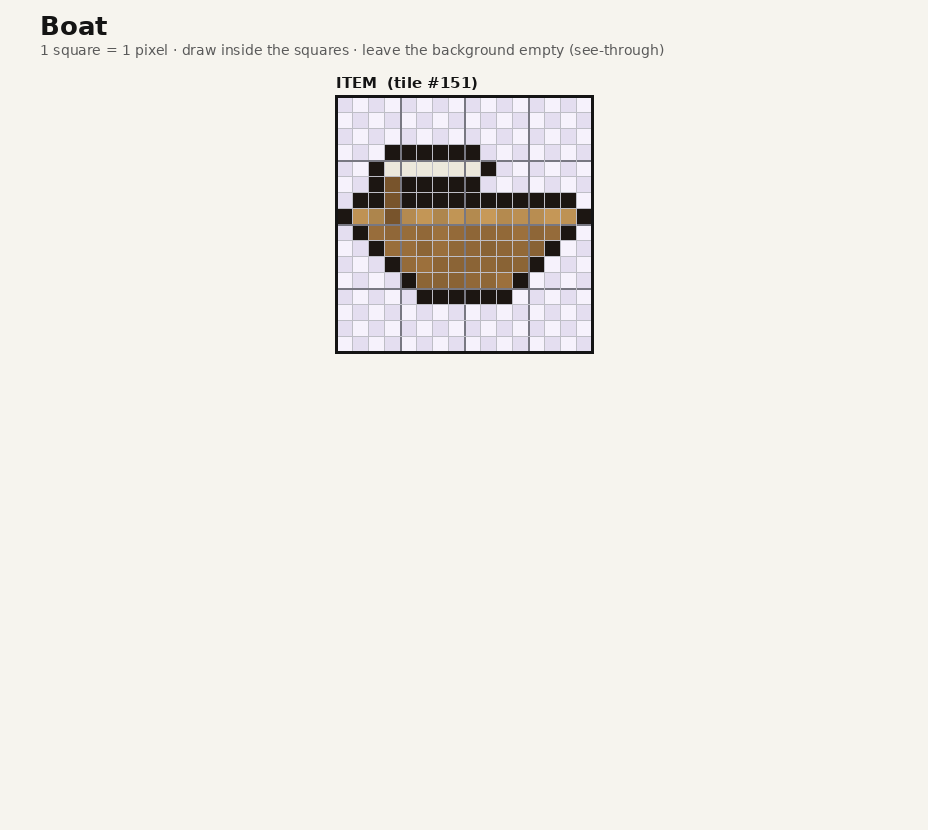 Boat
1 square = 1 pixel · draw inside the squares · leave the background empty (see-through)
ITEM (tile #151)